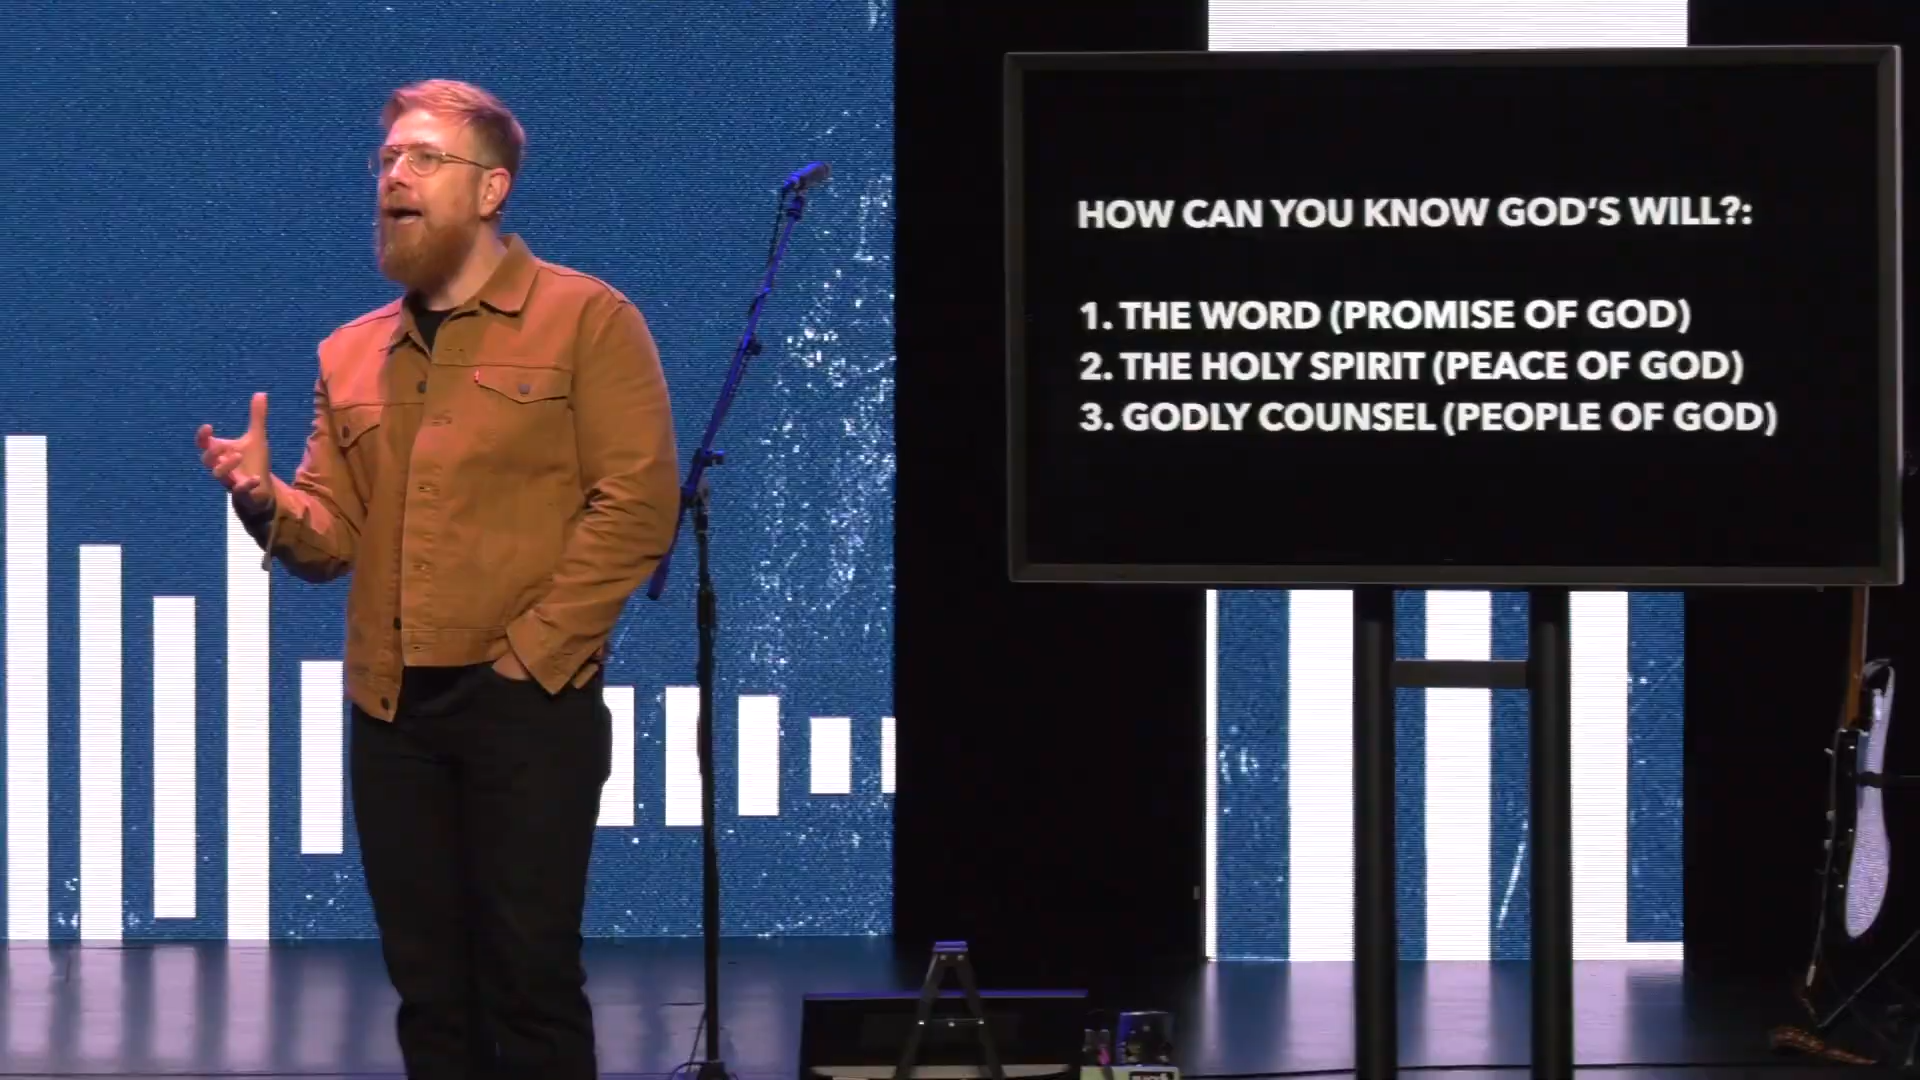 HOW CAN YOU KNOW GOD'S WILL?:
1. THE WORD (PROMISE OF GOD)
2. THE HOLY SPIRIT (PEACE OF GOD)
3. GODLY COUNSEL (PEOPLE OF GOD)